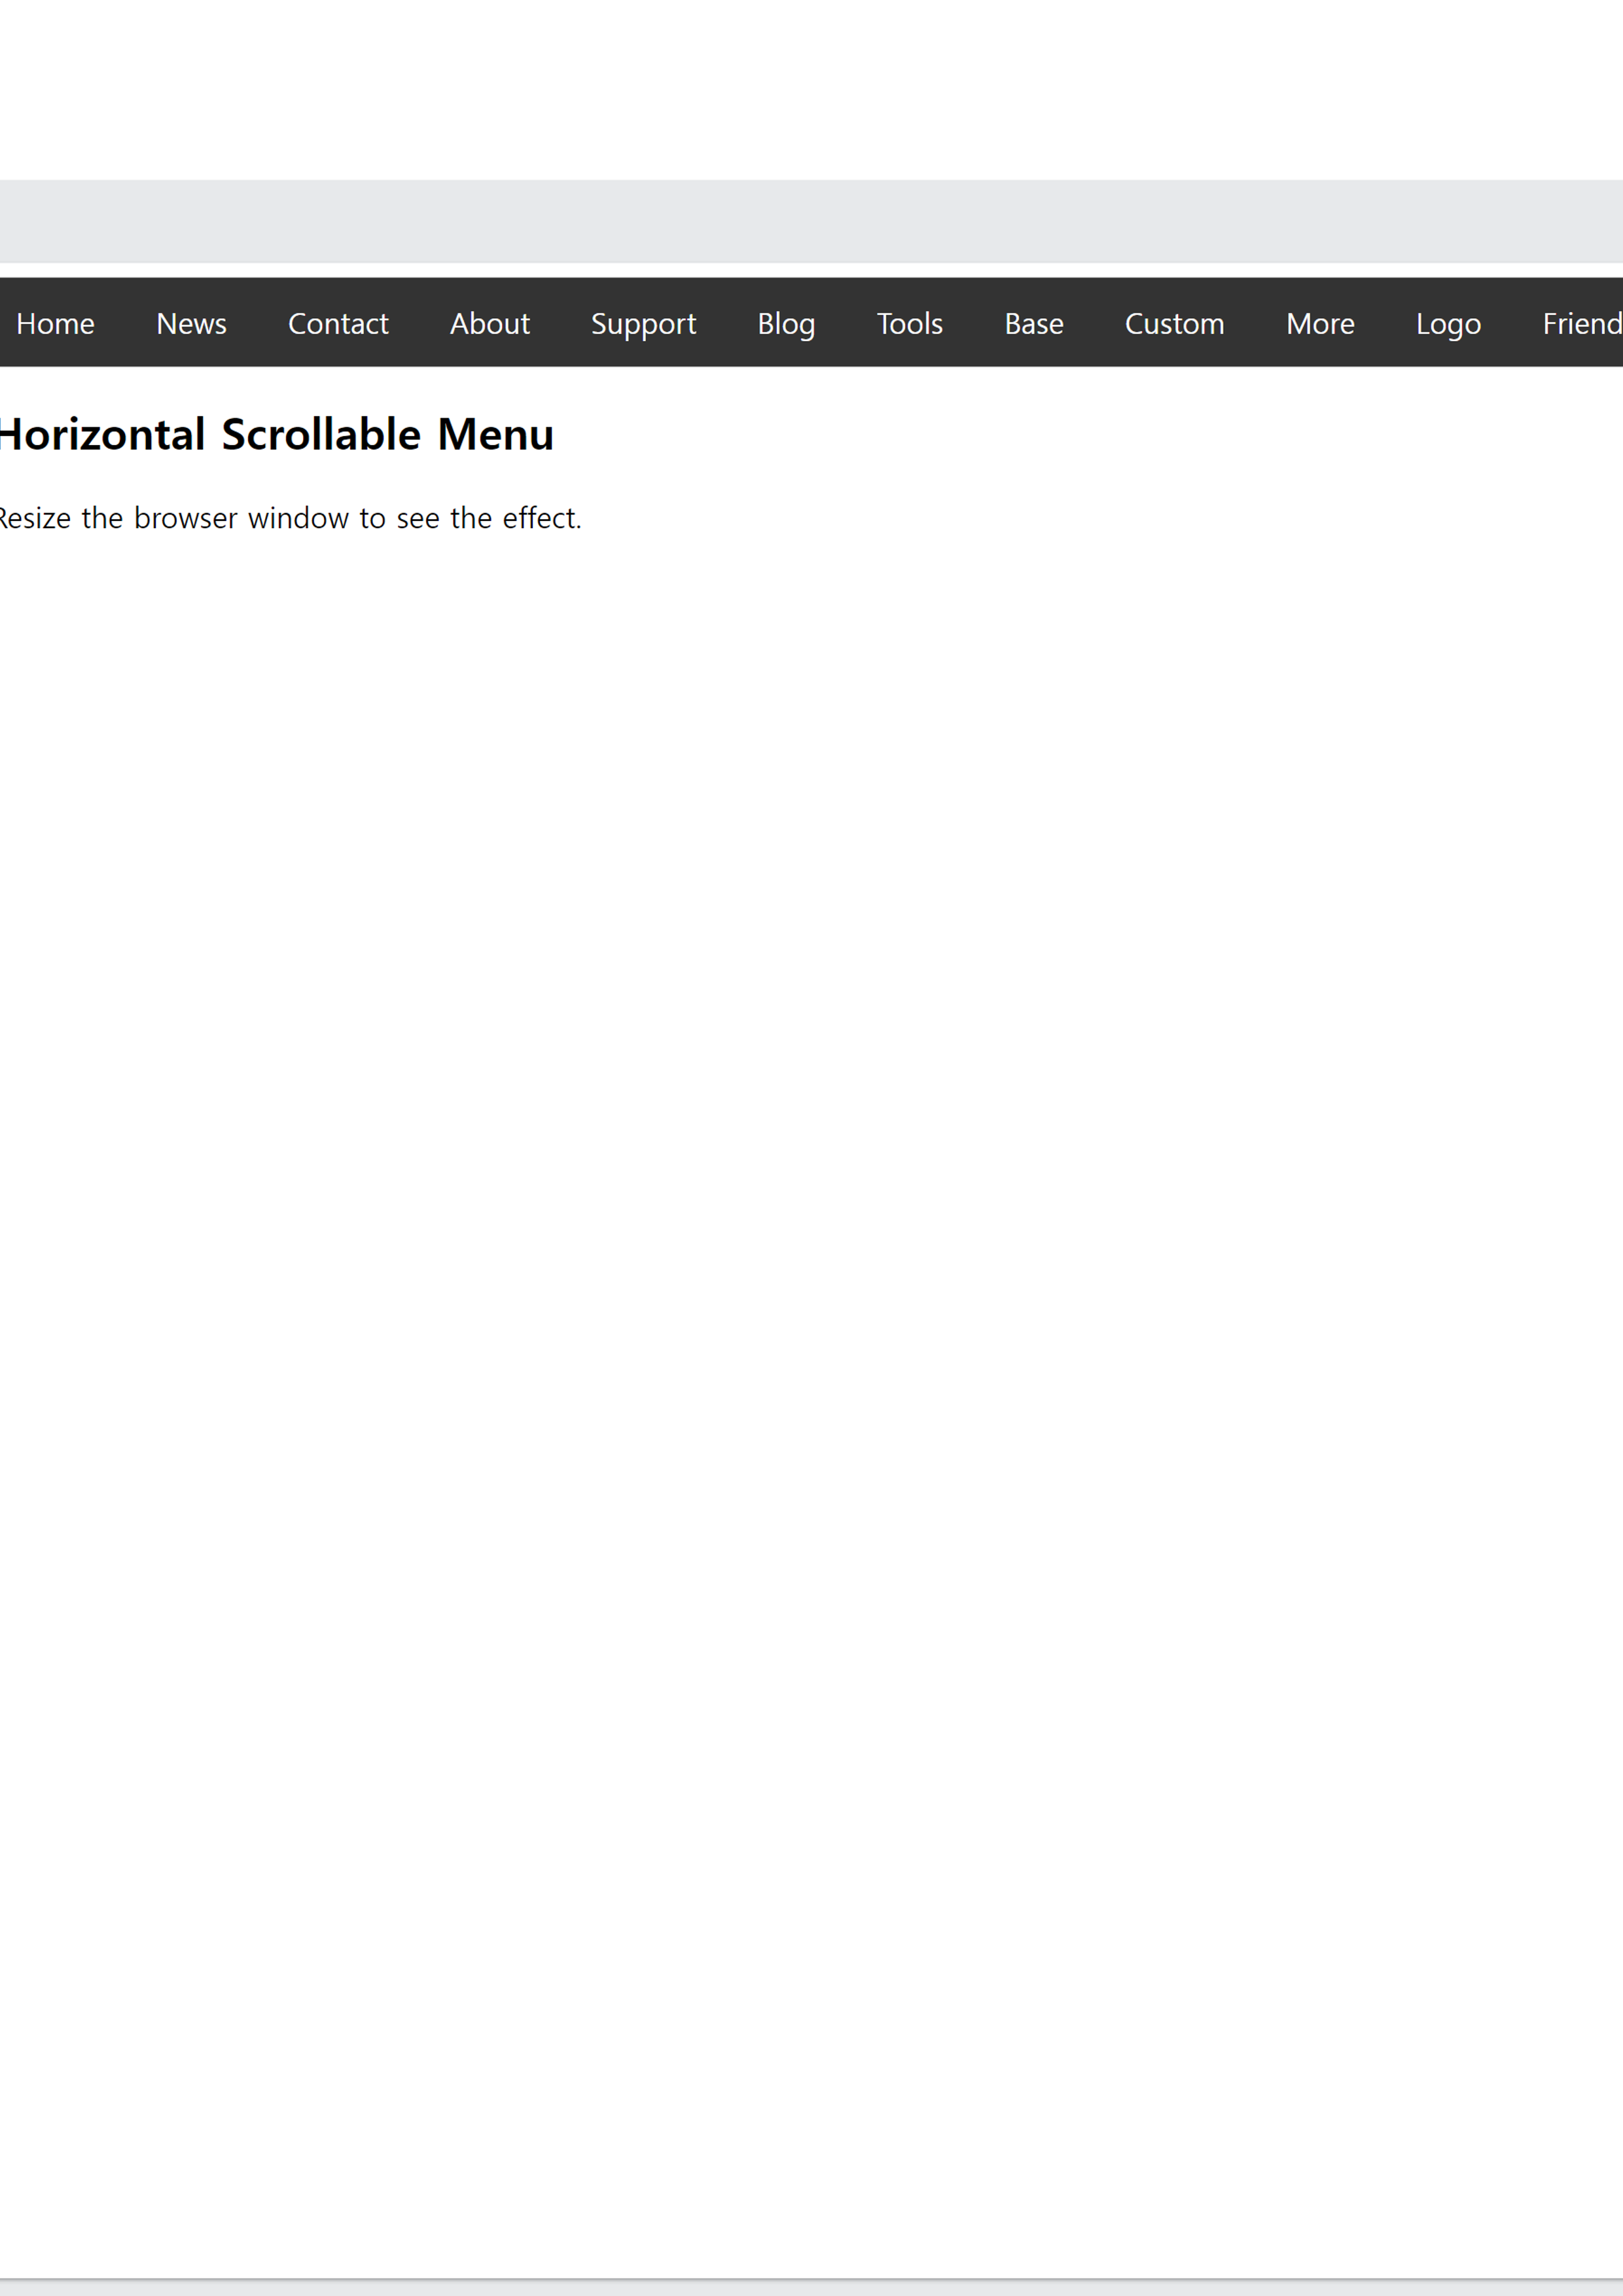 Home News Contact About Support Blog Tools Base Custom More Logo Friend
Horizontal Scrollable Menu
Resize the browser window to see the effect.